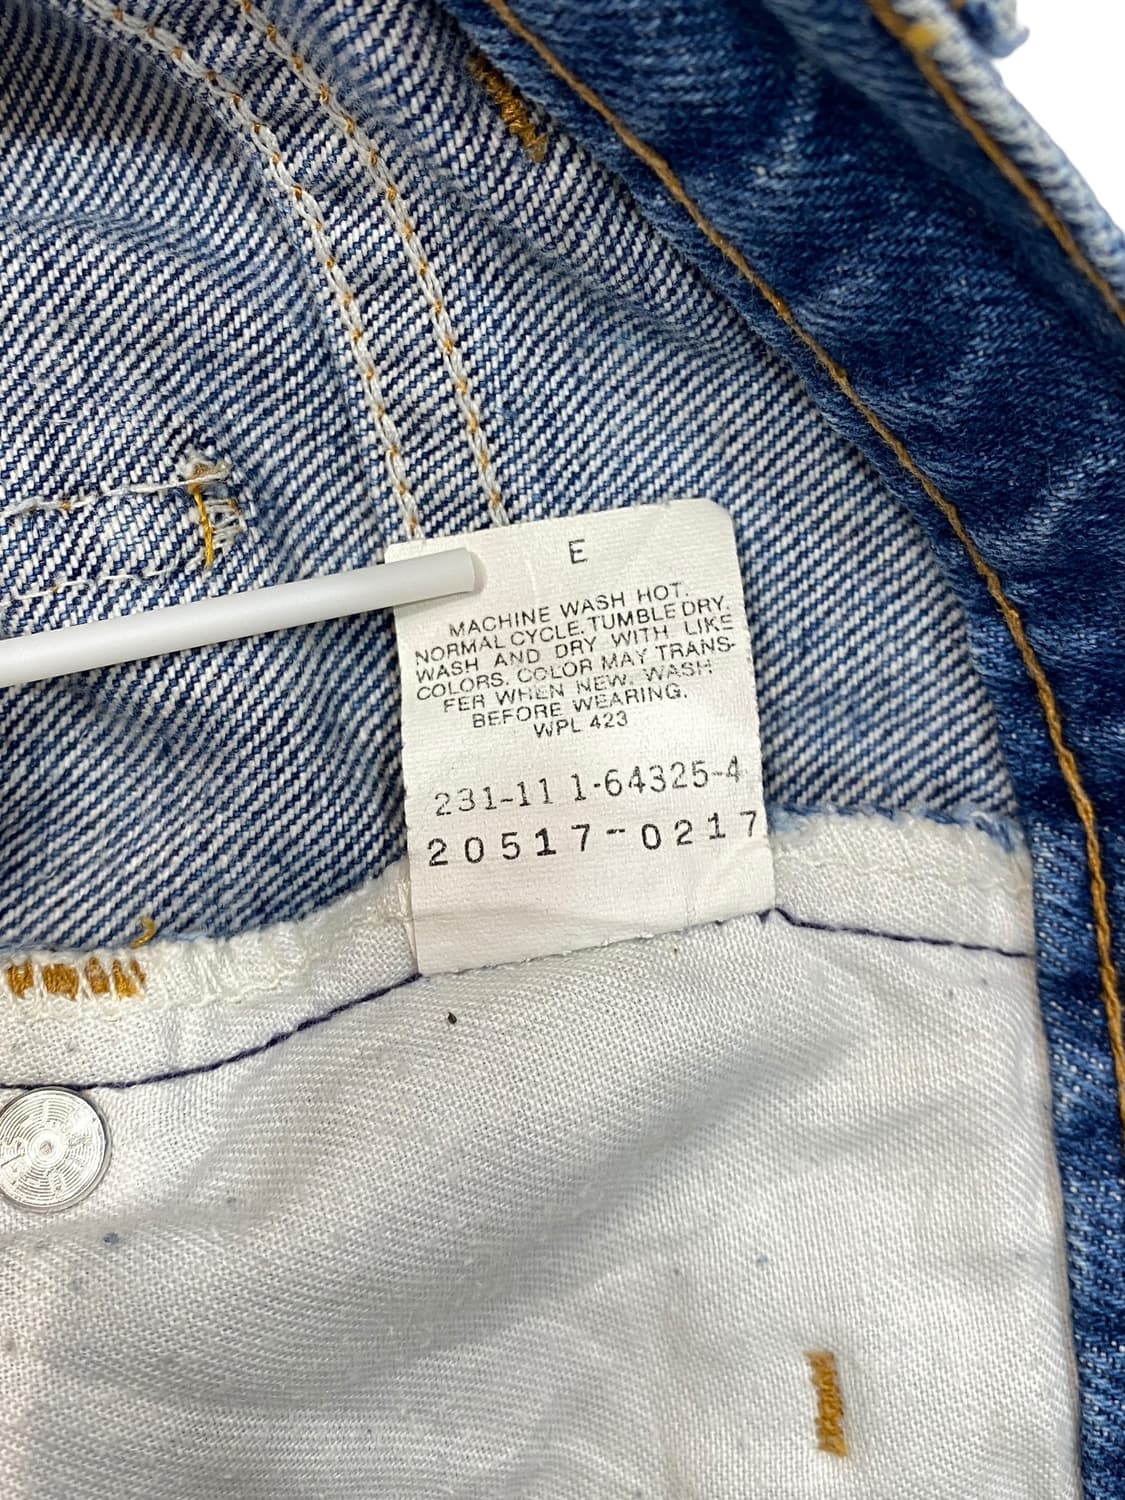 E
MACHINE WASH HOT.
NORMAL CYCLE. TUMBLE DRY.
WASH AND DRY WITH LIKE
COLORS. COLOR MAY TRANS-
FER WHEN NEW. WASH
BEFORE WEARING.
WPL 423
231-11 1-64325-4
20517-0217